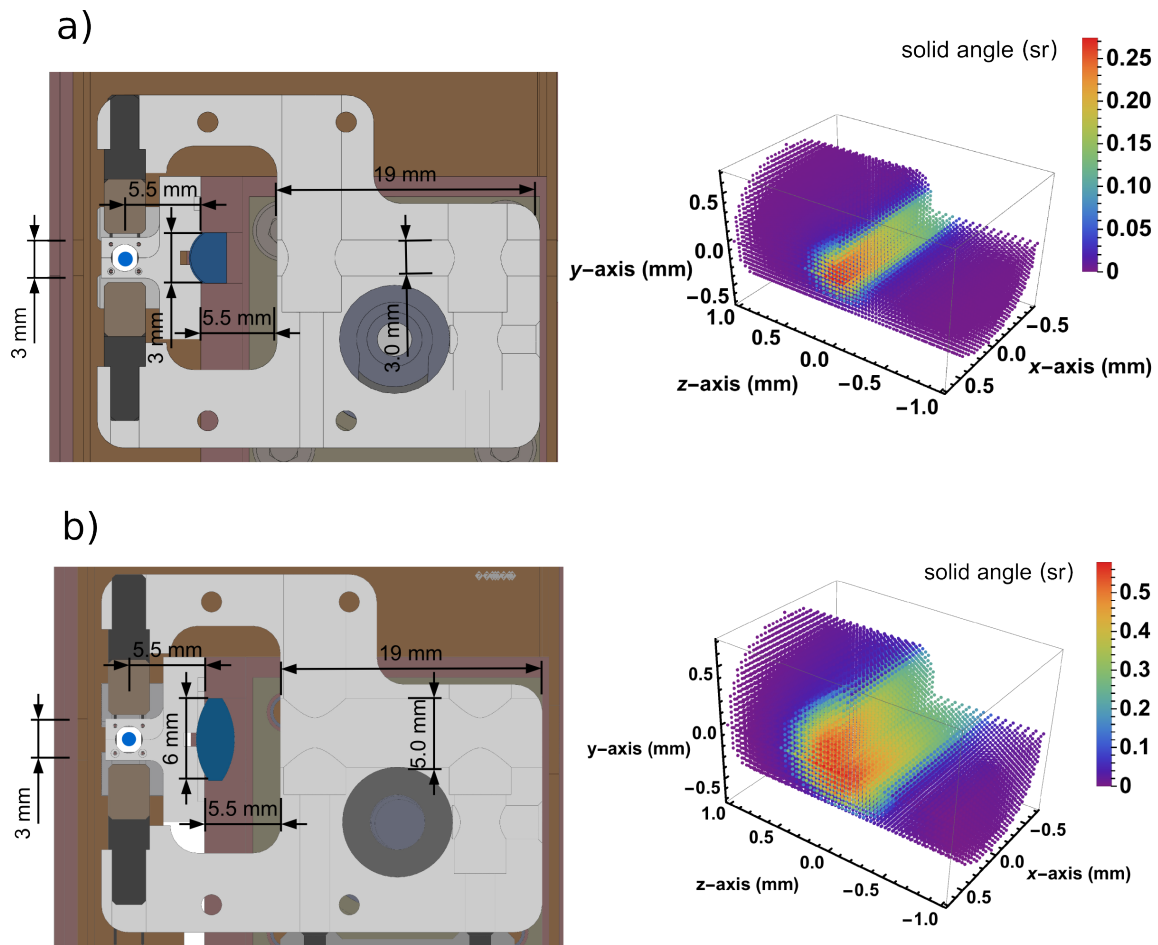 a)
5.5 mm
19 mm
3 mm
3 mm
5.5 mm
3.0 mm
solid angle (sr)
0.25
0.20
0.15
0.10
0.05
0
0.5
0.0
−0.5
y−axis (mm)
1.0
0.5
0.0
−0.5
−1.0
z−axis (mm)
−0.5
0.0
0.5
x−axis (mm)
b)
5.5 mm
19 mm
6 mm
5.0 mm
3 mm
5.5 mm
solid angle (sr)
0.5
0.4
0.3
0.2
0.1
0
0.5
0.0
−0.5
y−axis (mm)
1.0
0.5
0.0
−0.5
−1.0
z−axis (mm)
−0.5
0.0
0.5
x−axis (mm)